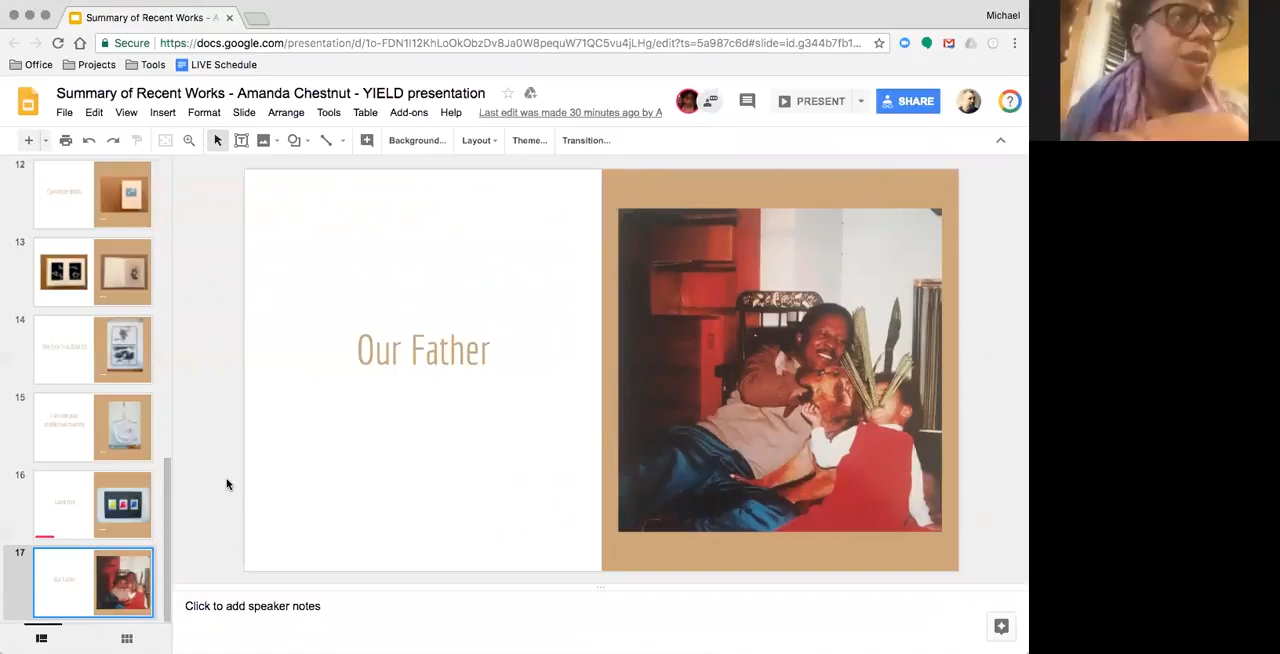 Summary of Recent Works - A
Michael
Secure | https://docs.google.com/presentation/d/1o-FDN1I12KhLoOkObzDv8Ja0W8pequW71QC5vu4jLHg/edit?ts=5a987c6d#slide=id.g344b7fb1...
Office Projects Tools LIVE Schedule
Summary of Recent Works - Amanda Chestnut - YIELD presentation
File Edit View Insert Format Slide Arrange Tools Table Add-ons Help Last edit was made 30 minutes ago by A
PRESENT SHARE
Background... Layout Theme... Transition...
12
13
14
15
16
17
Our Father
Our Father
Click to add speaker notes